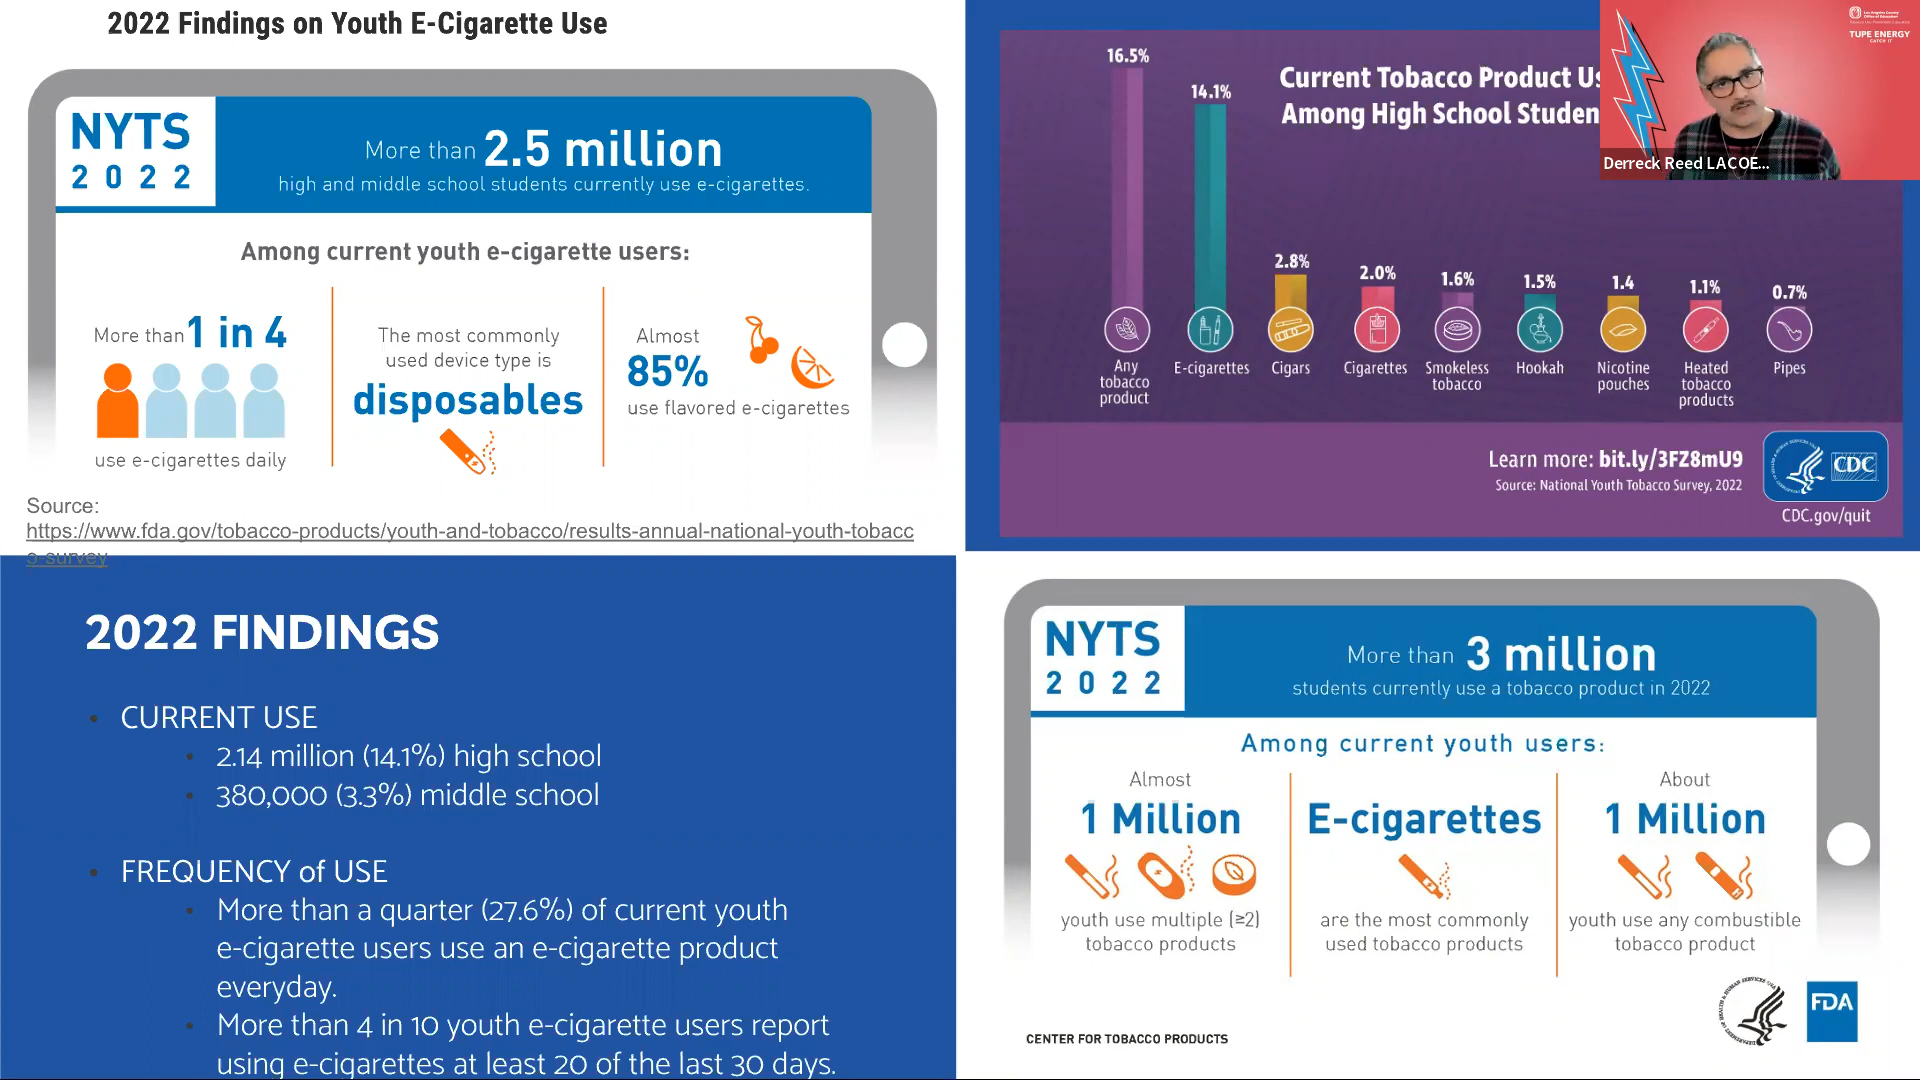 2022 Findings on Youth E-Cigarette Use
NYTS
2022
More than 2.5 million
high and middle school students currently use e-cigarettes.
Among current youth e-cigarette users:
More than 1 in 4
use e-cigarettes daily
The most commonly
used device type is
disposables
Almost
85%
use flavored e-cigarettes
Source:
https://www.fda.gov/tobacco-products/youth-and-tobacco/results-annual-national-youth-tobacc
o-survey
Current Tobacco Product Us
Among High School Studen
16.5%
14.1%
2.8%
2.0%
1.6%
1.5%
1.4
1.1%
0.7%
Any
tobacco
product
E-cigarettes
Cigars
Cigarettes
Smokeless
tobacco
Hookah
Nicotine
pouches
Heated
tobacco
products
Pipes
Learn more: bit.ly/3FZ8mU9
Source: National Youth Tobacco Survey, 2022
CDC
CDC.gov/quit
Los Angeles County
Office of Education
TUPE ENERGY
CATCH IT
Derreck Reed LACOE...
2022 FINDINGS
• CURRENT USE
• 2.14 million (14.1%) high school
• 380,000 (3.3%) middle school
• FREQUENCY of USE
• More than a quarter (27.6%) of current youth
e-cigarette users use an e-cigarette product
everyday.
• More than 4 in 10 youth e-cigarette users report
using e-cigarettes at least 20 of the last 30 days.
NYTS
2022
More than 3 million
students currently use a tobacco product in 2022
Among current youth users:
Almost
1 Million
youth use multiple (≥2)
tobacco products
E-cigarettes
are the most commonly
used tobacco products
About
1 Million
youth use any combustible
tobacco product
CENTER FOR TOBACCO PRODUCTS
FDA